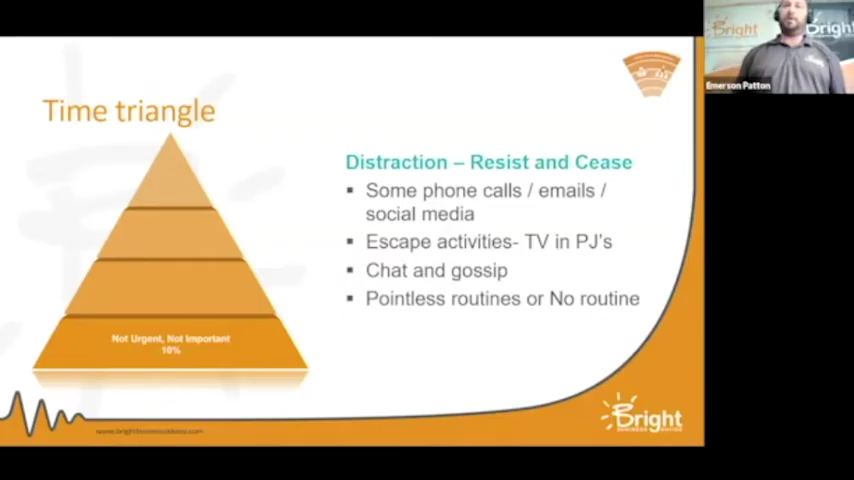 Bright
Bright
Emerson Patton
Time triangle
Distraction – Resist and Cease
▪ Some phone calls / emails /
social media
▪ Escape activities- TV in PJ's
▪ Chat and gossip
▪ Pointless routines or No routine
Not Urgent, Not Important
10%
Bright